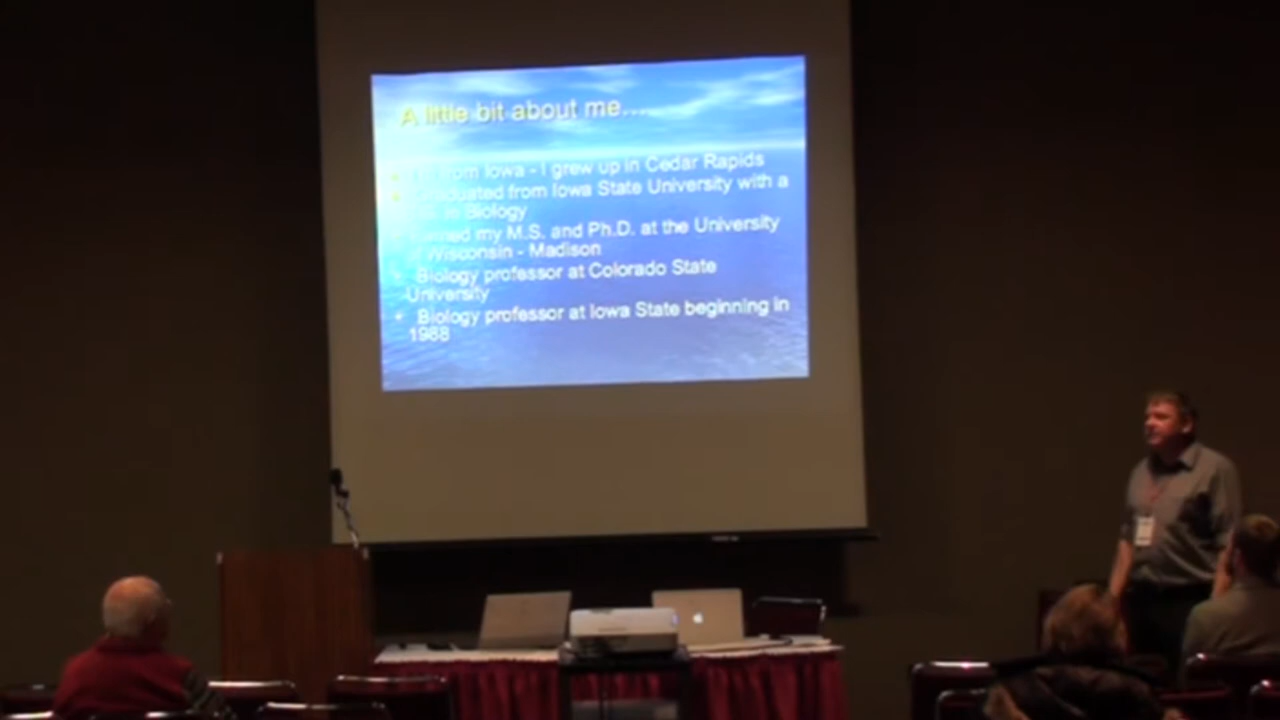 A little bit about me...
from Iowa - I grew up in Cedar Rapids
Graduated from Iowa State University with a
in Biology
my M.S. and Ph.D. at the University
Wisconsin - Madison
• Biology professor at Colorado State
University
• Biology professor at Iowa State beginning in
1988